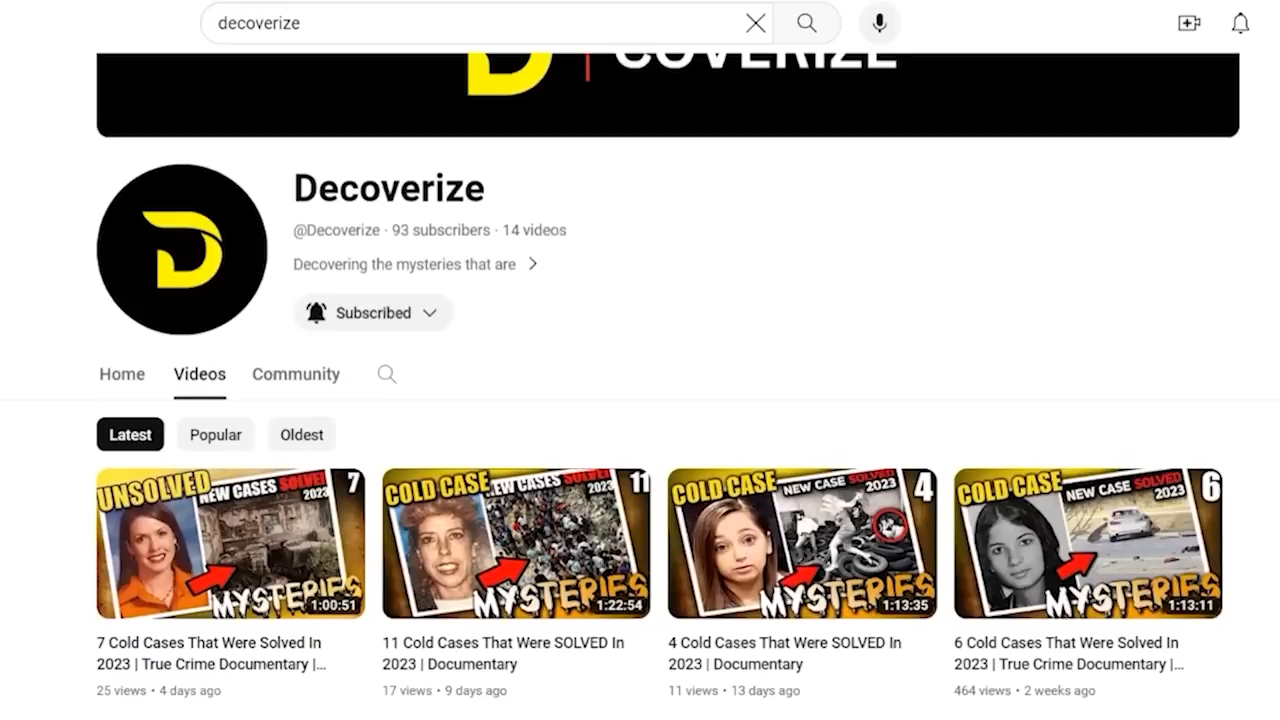 decoverize
COVERIZE
Decoverize
@Decoverize · 93 subscribers · 14 videos
Decovering the mysteries that are
Subscribed
Home Videos Community
Latest Popular Oldest
UNSOLVED
NEW CASES SOLVED
2023
7
MYSTERIES
1:00:51
COLD CASE
NEW CASES SOLVED
2023
11
MYSTERIES
1:22:54
COLD CASE
NEW CASE SOLVED
2023
4
MYSTERIES
1:13:35
COLD CASE
NEW CASE SOLVED
2023
6
MYSTERIES
1:13:11
7 Cold Cases That Were Solved In
2023 | True Crime Documentary |...
25 views • 4 days ago
11 Cold Cases That Were SOLVED In
2023 | Documentary
17 views • 9 days ago
4 Cold Cases That Were SOLVED In
2023 | Documentary
11 views • 13 days ago
6 Cold Cases That Were Solved In
2023 | True Crime Documentary |...
464 views • 2 weeks ago